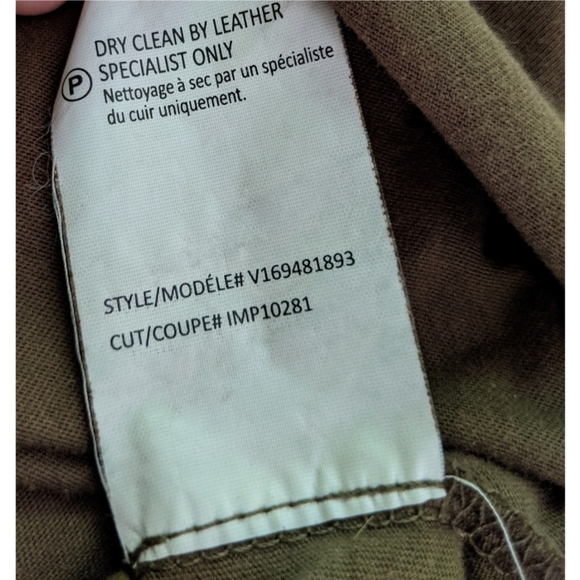 DRY CLEAN BY LEATHER
SPECIALIST ONLY
P
Nettoyage à sec par un spécialiste
du cuir uniquement.
STYLE/MODÉLE# V169481893
CUT/COUPE# IMP10281